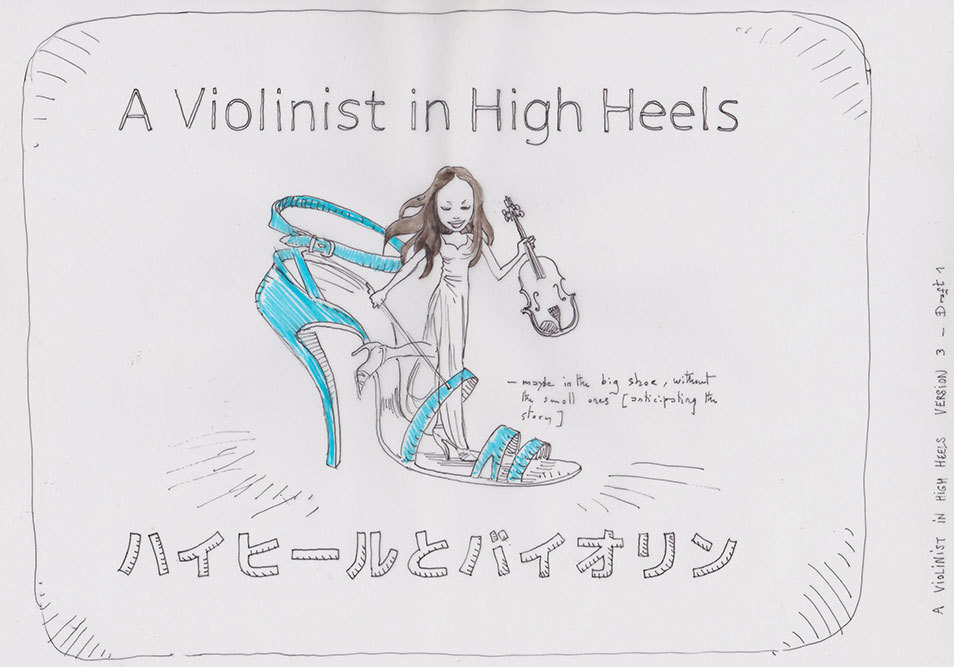 A Violinist in High Heels
– maybe in the big shoe, without
the small ones ~ [anticipating the
story]
ハイヒールとバイオリン
A VIOLINIST IN HIGH HEELS VERSION 3 – Draft 1